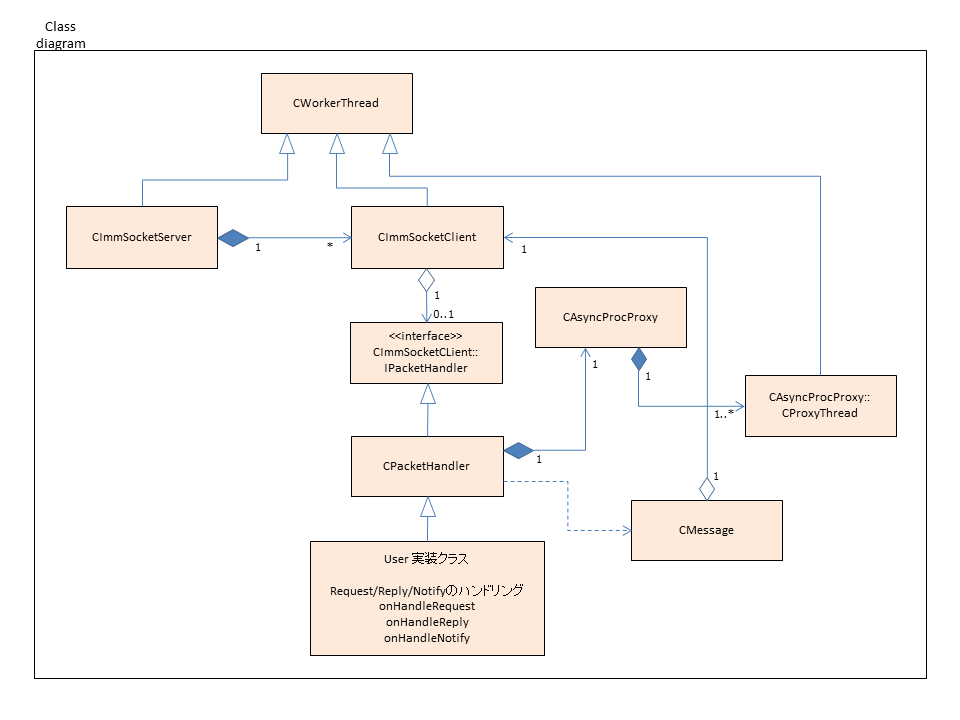 Class
diagram
CWorkerThread
CImmSocketServer
1
*
CImmSocketClient
1
1
0..1
<<interface>>
CImmSocketCLient::
IPacketHandler
CAsyncProcProxy
1
1
1..*
CAsyncProcProxy::
CProxyThread
CPacketHandler
1
1
CMessage
User 実装クラス
Request/Reply/Notifyのハンドリング
onHandleRequest
onHandleReply
onHandleNotify